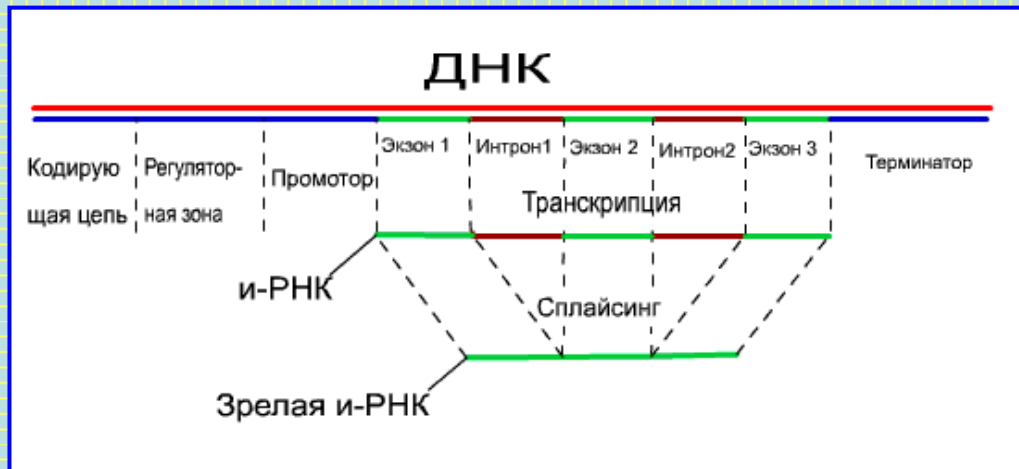 ДНК
Кодирую
щая цепь
Регулятор-
ная зона
Промотор
Экзон 1
Интрон1
Экзон 2
Интрон2
Экзон 3
Терминатор
Транскрипция
и-РНК
Сплайсинг
Зрелая и-РНК